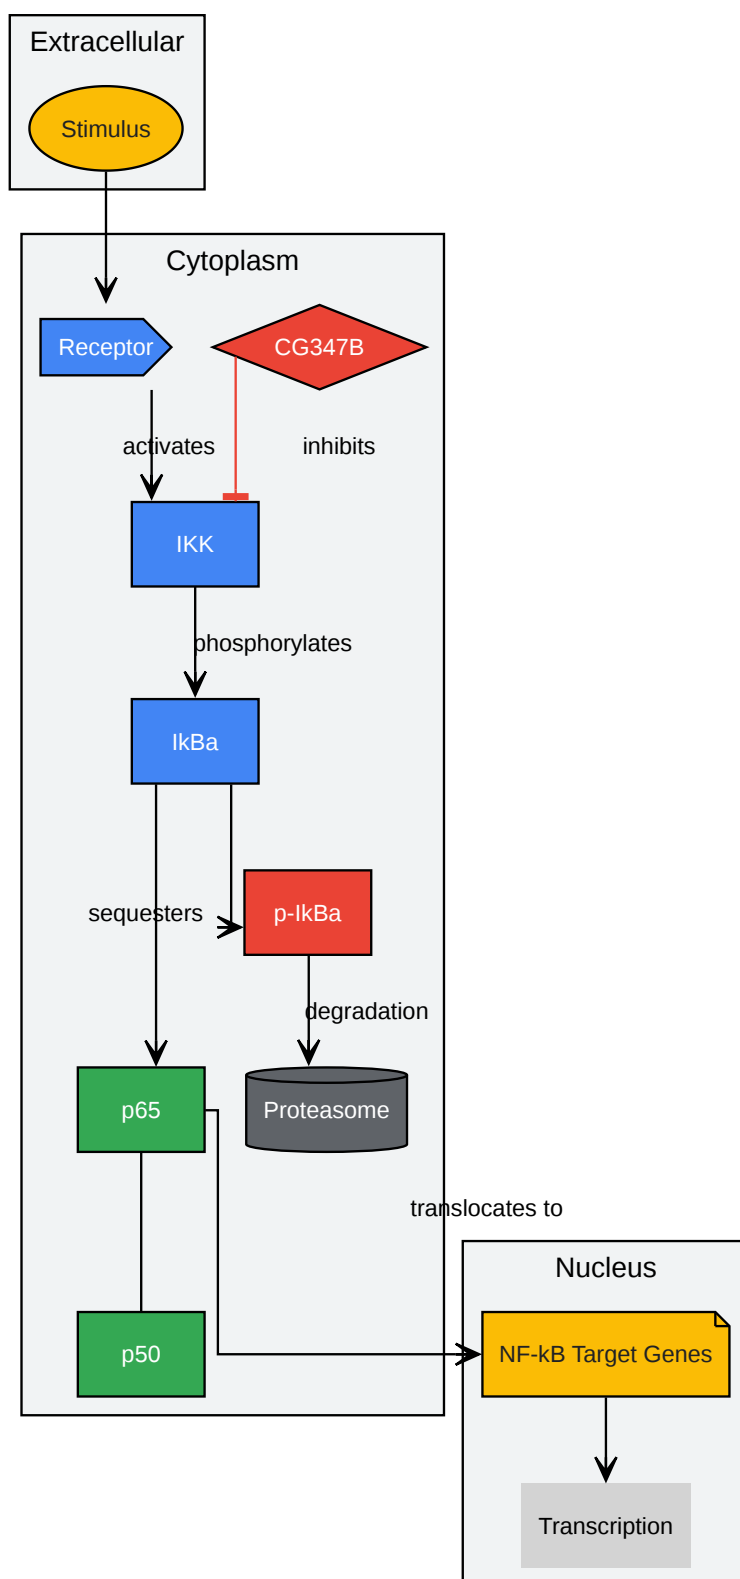 Extracellular
Stimulus
Cytoplasm
Receptor
CG347B
activates
inhibits
IKK
phosphorylates
IkBa
sequesters
p-IkBa
degradation
p65
Proteasome
translocates to
Nucleus
p50
NF-kB Target Genes
Transcription